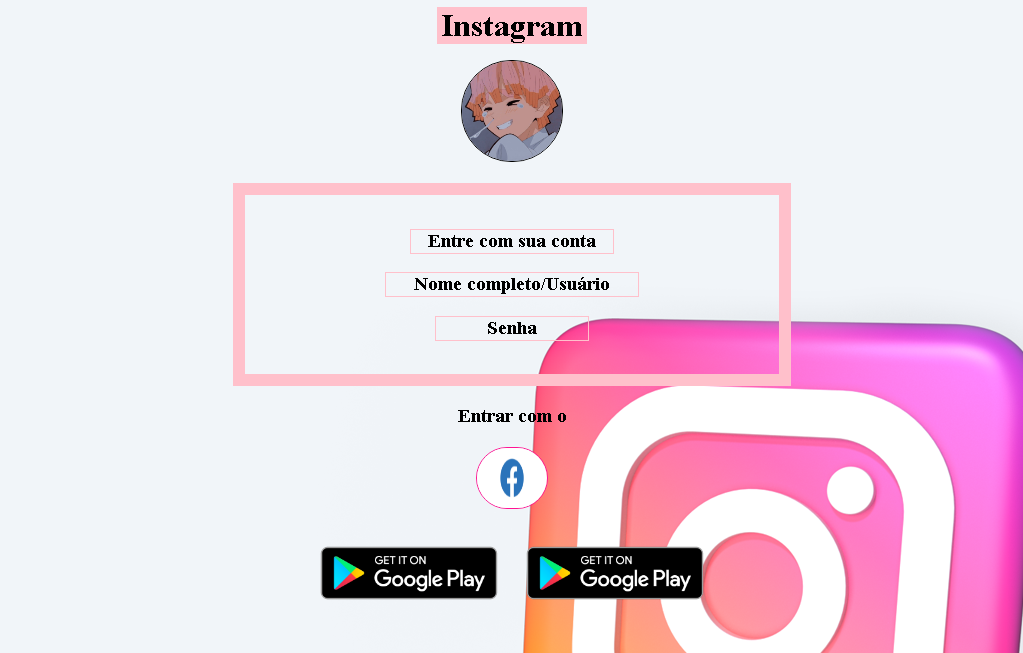 Instagram
Entre com sua conta
Nome completo/Usuário
Senha
Entrar com o
GET IT ON GET IT ON
Google Play Google Play